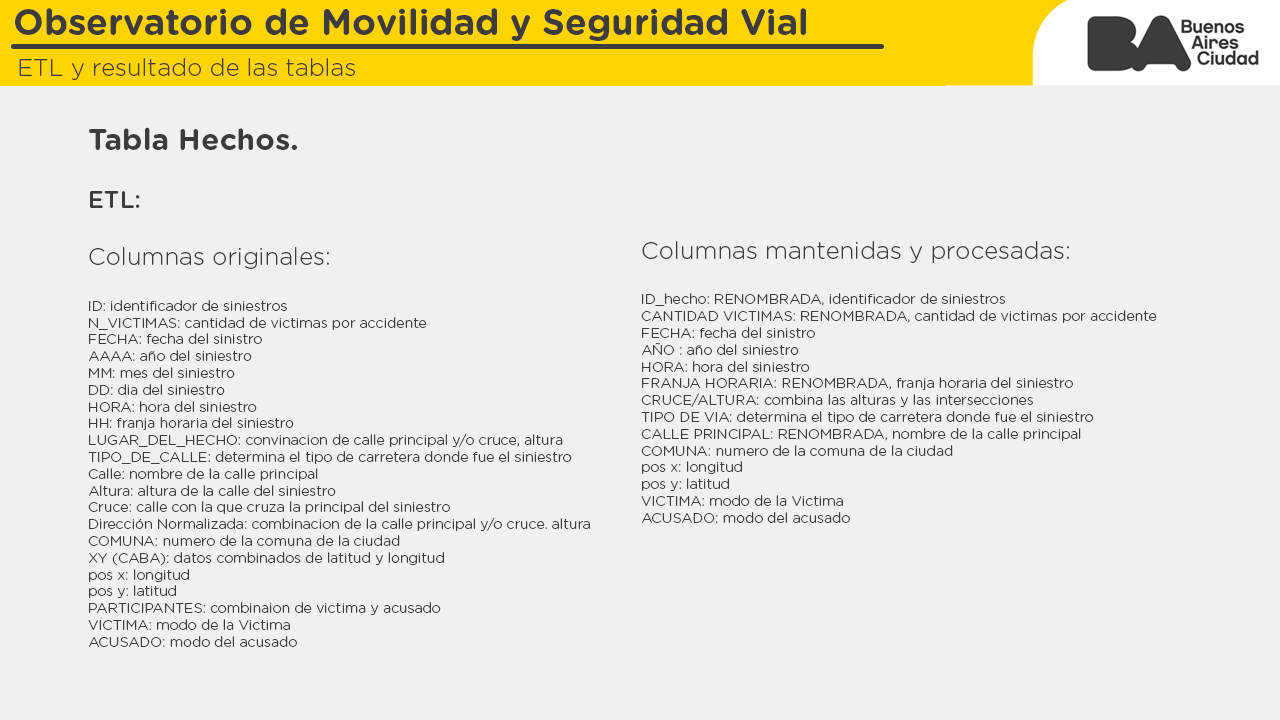 Observatorio de Movilidad y Seguridad Vial
ETL y resultado de las tablas
BA
Buenos
Aires
Ciudad
Tabla Hechos.
ETL:
Columnas originales:
ID: identificador de siniestros
N_VICTIMAS: cantidad de victimas por accidente
FECHA: fecha del sinistro
AAAA: año del siniestro
MM: mes del siniestro
DD: dia del siniestro
HORA: hora del siniestro
HH: franja horaria del siniestro
LUGAR_DEL_HECHO: convinacion de calle principal y/o cruce, altura
TIPO_DE_CALLE: determina el tipo de carretera donde fue el siniestro
Calle: nombre de la calle principal
Altura: altura de la calle del siniestro
Cruce: calle con la que cruza la principal del siniestro
Dirección Normalizada: combinacion de la calle principal y/o cruce. altura
COMUNA: numero de la comuna de la ciudad
XY (CABA): datos combinados de latitud y longitud
pos x: longitud
pos y: latitud
PARTICIPANTES: combinaion de victima y acusado
VICTIMA: modo de la Victima
ACUSADO: modo del acusado
Columnas mantenidas y procesadas:
ID_hecho: RENOMBRADA, identificador de siniestros
CANTIDAD VICTIMAS: RENOMBRADA, cantidad de victimas por accidente
FECHA: fecha del sinistro
AÑO : año del siniestro
HORA: hora del siniestro
FRANJA HORARIA: RENOMBRADA, franja horaria del siniestro
CRUCE/ALTURA: combina las alturas y las intersecciones
TIPO DE VIA: determina el tipo de carretera donde fue el siniestro
CALLE PRINCIPAL: RENOMBRADA, nombre de la calle principal
COMUNA: numero de la comuna de la ciudad
pos x: longitud
pos y: latitud
VICTIMA: modo de la Victima
ACUSADO: modo del acusado